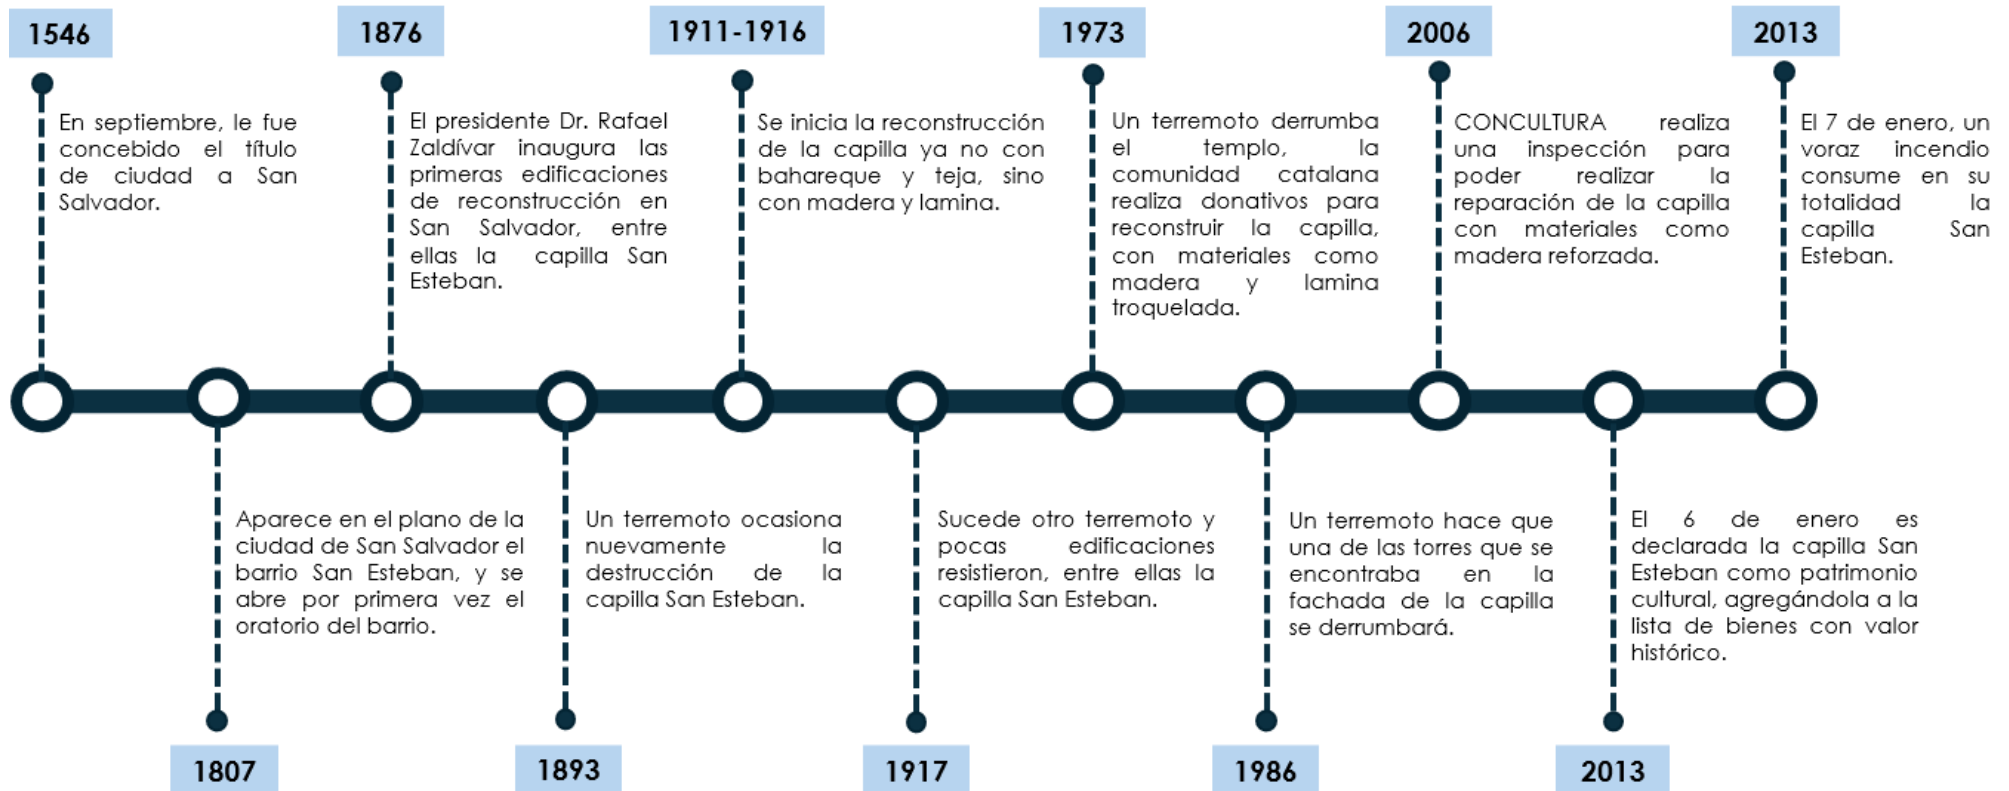 1546
En septiembre, le fue
concebido el título
de ciudad a San
Salvador.
1807
Aparece en el plano de la
ciudad de San Salvador el
barrio San Esteban, y se
abre por primera vez el
oratorio del barrio.
1876
El presidente Dr. Rafael
Zaldívar inaugura las
primeras edificaciones
de reconstrucción en
San Salvador, entre
ellas la capilla San
Esteban.
1893
Un terremoto ocasiona
nuevamente la
destrucción de la
capilla San Esteban.
1911-1916
Se inicia la reconstrucción
de la capilla ya no con
bahareque y teja, sino
con madera y lamina.
1917
Sucede otro terremoto y
pocas edificaciones
resistieron, entre ellas la
capilla San Esteban.
1973
Un terremoto derrumba
el templo, la
comunidad catalana
realiza donativos para
reconstruir la capilla,
con materiales como
madera y lamina
troquelada.
1986
Un terremoto hace que
una de las torres que se
encontraba en la
fachada de la capilla
se derrumbará.
2006
CONCULTURA realiza
una inspección para
poder realizar la
reparación de la capilla
con materiales como
madera reforzada.
2013
El 6 de enero es
declarada la capilla San
Esteban como patrimonio
cultural, agregándola a la
lista de bienes con valor
histórico.
2013
El 7 de enero, un
voraz incendio
consume en su
totalidad la
capilla San
Esteban.